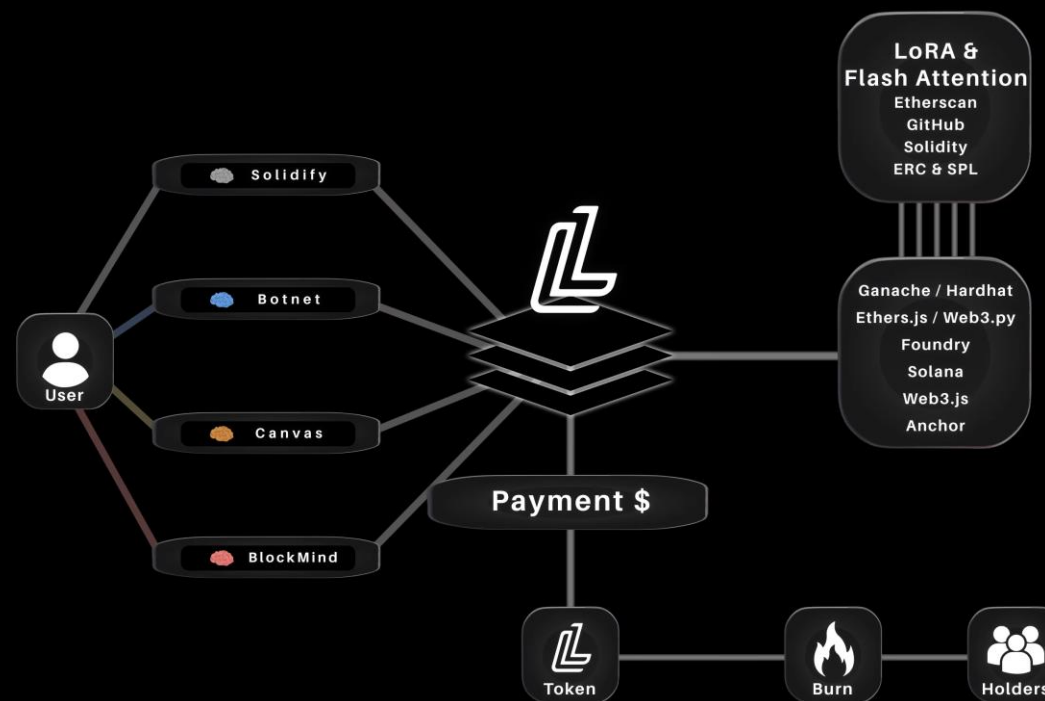 LoRA &
Flash Attention
Etherscan
GitHub
Solidity
ERC & SPL
Solidify
Botnet
User
Canvas
BlockMind
Ganache / Hardhat
Ethers.js / Web3.py
Foundry
Solana
Web3.js
Anchor
Payment $
Token
Burn
Holders